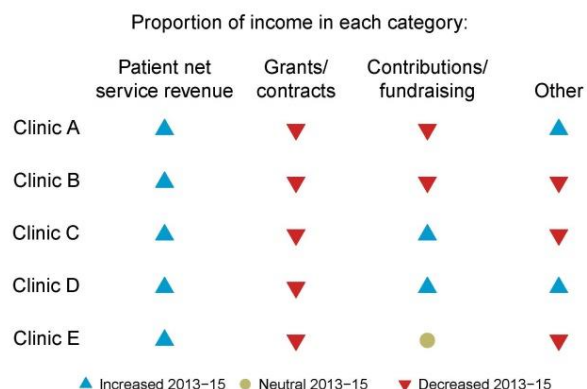 Proportion of income in each category:
Patient net service revenue
Grants/ contracts
Contributions/ fundraising
Other
Clinic A
Clinic B
Clinic C
Clinic D
Clinic E
Increased 2013–15 Neutral 2013–15 Decreased 2013–15